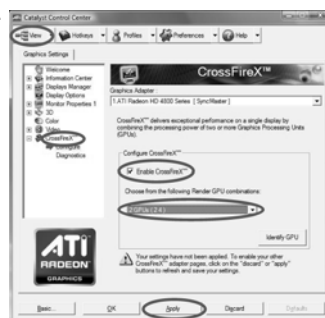 Catalyst Control Center
View Hotkeys Profiles Preferences Help
Graphics Settings
Welcome
Information Center
Displays Manager
Display Options
Monitor Properties 1
3D
Color
Video
CrossFireX™
Configure
Diagnostics
ATI
RADEON
GRAPHICS
CrossFireX™
Graphics Adapter:
1.ATI Radeon HD 4800 Series [SyncMaster]
CrossFireX™ delivers exceptional performance on a single display by
combining the processing power of two or more Graphics Processing Units
(GPUs).
Configure CrossFireX™
Enable CrossFireX™
Choose from the following Render GPU combinations:
2 GPUs
Identify GPU
Your settings have not been applied. To enable your other
CrossFireX™ adapter pages, click on the "discard" or "apply"
buttons to refresh and save your settings.
Basic... OK Apply Discard Defaults